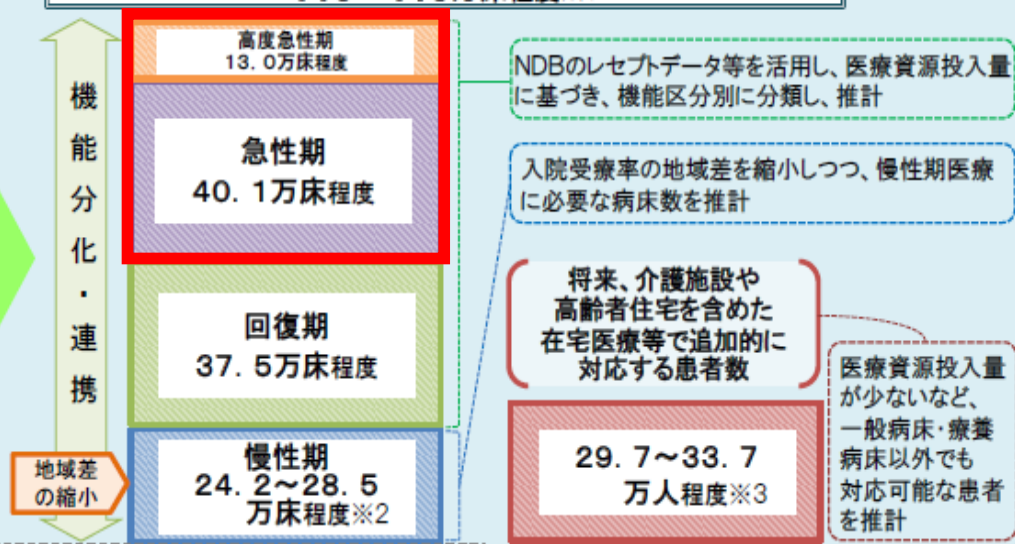 機能分化・連携
地域差
の縮小
高度急性期
13.0万床程度
急性期
40.1万床程度
回復期
37.5万床程度
慢性期
24.2~28.5
万床程度※2
NDBのレセプトデータ等を活用し、医療資源投入量
に基づき、機能区分別に分類し、推計
入院受療率の地域差を縮小しつつ、慢性期医療
に必要な病床数を推計
将来、介護施設や
高齢者住宅を含めた
在宅医療等で追加的に
対応する患者数
29.7~33.7
万人程度※3
医療資源投入量
が少ないなど、
一般病床・療養
病床以外でも
対応可能な患者
を推計